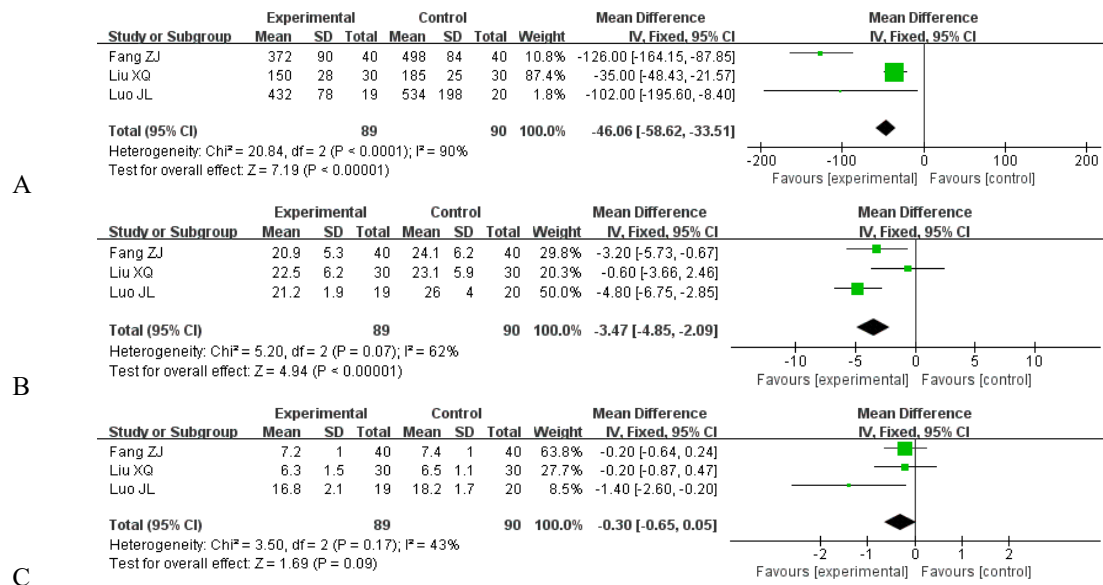 Experimental Control Mean Difference Mean Difference
Study or Subgroup Mean SD Total Mean SD Total Weight IV, Fixed, 95% CI IV, Fixed, 95% CI
Fang ZJ 372 90 40 498 84 40 10.8% -126.00 [-164.15, -87.85]
Liu XQ 150 28 30 185 25 30 87.4% -35.00 [-48.43, -21.57]
Luo JL 432 78 19 534 198 20 1.8% -102.00 [-195.60, -8.40]
Total (95% CI) 89 90 100.0% -46.06 [-58.62, -33.51]
Heterogeneity: Chi² = 20.84, df = 2 (P < 0.0001); I² = 90%
Test for overall effect: Z = 7.19 (P < 0.00001)
-200 -100 0 100 200
Favours [experimental] Favours [control]
A
Experimental Control Mean Difference Mean Difference
Study or Subgroup Mean SD Total Mean SD Total Weight IV, Fixed, 95% CI IV, Fixed, 95% CI
Fang ZJ 20.9 5.3 40 24.1 6.2 40 29.8% -3.20 [-5.73, -0.67]
Liu XQ 22.5 6.2 30 23.1 5.9 30 20.3% -0.60 [-3.66, 2.46]
Luo JL 21.2 1.9 19 26 4 20 50.0% -4.80 [-6.75, -2.85]
Total (95% CI) 89 90 100.0% -3.47 [-4.85, -2.09]
Heterogeneity: Chi² = 5.20, df = 2 (P = 0.07); I² = 62%
Test for overall effect: Z = 4.94 (P < 0.00001)
-10 -5 0 5 10
Favours [experimental] Favours [control]
B
Experimental Control Mean Difference Mean Difference
Study or Subgroup Mean SD Total Mean SD Total Weight IV, Fixed, 95% CI IV, Fixed, 95% CI
Fang ZJ 7.2 1 40 7.4 1 40 63.8% -0.20 [-0.64, 0.24]
Liu XQ 6.3 1.5 30 6.5 1.1 30 27.7% -0.20 [-0.87, 0.47]
Luo JL 16.8 2.1 19 18.2 1.7 20 8.5% -1.40 [-2.60, -0.20]
Total (95% CI) 89 90 100.0% -0.30 [-0.65, 0.05]
Heterogeneity: Chi² = 3.50, df = 2 (P = 0.17); I² = 43%
Test for overall effect: Z = 1.69 (P = 0.09)
-2 -1 0 1 2
Favours [experimental] Favours [control]
C